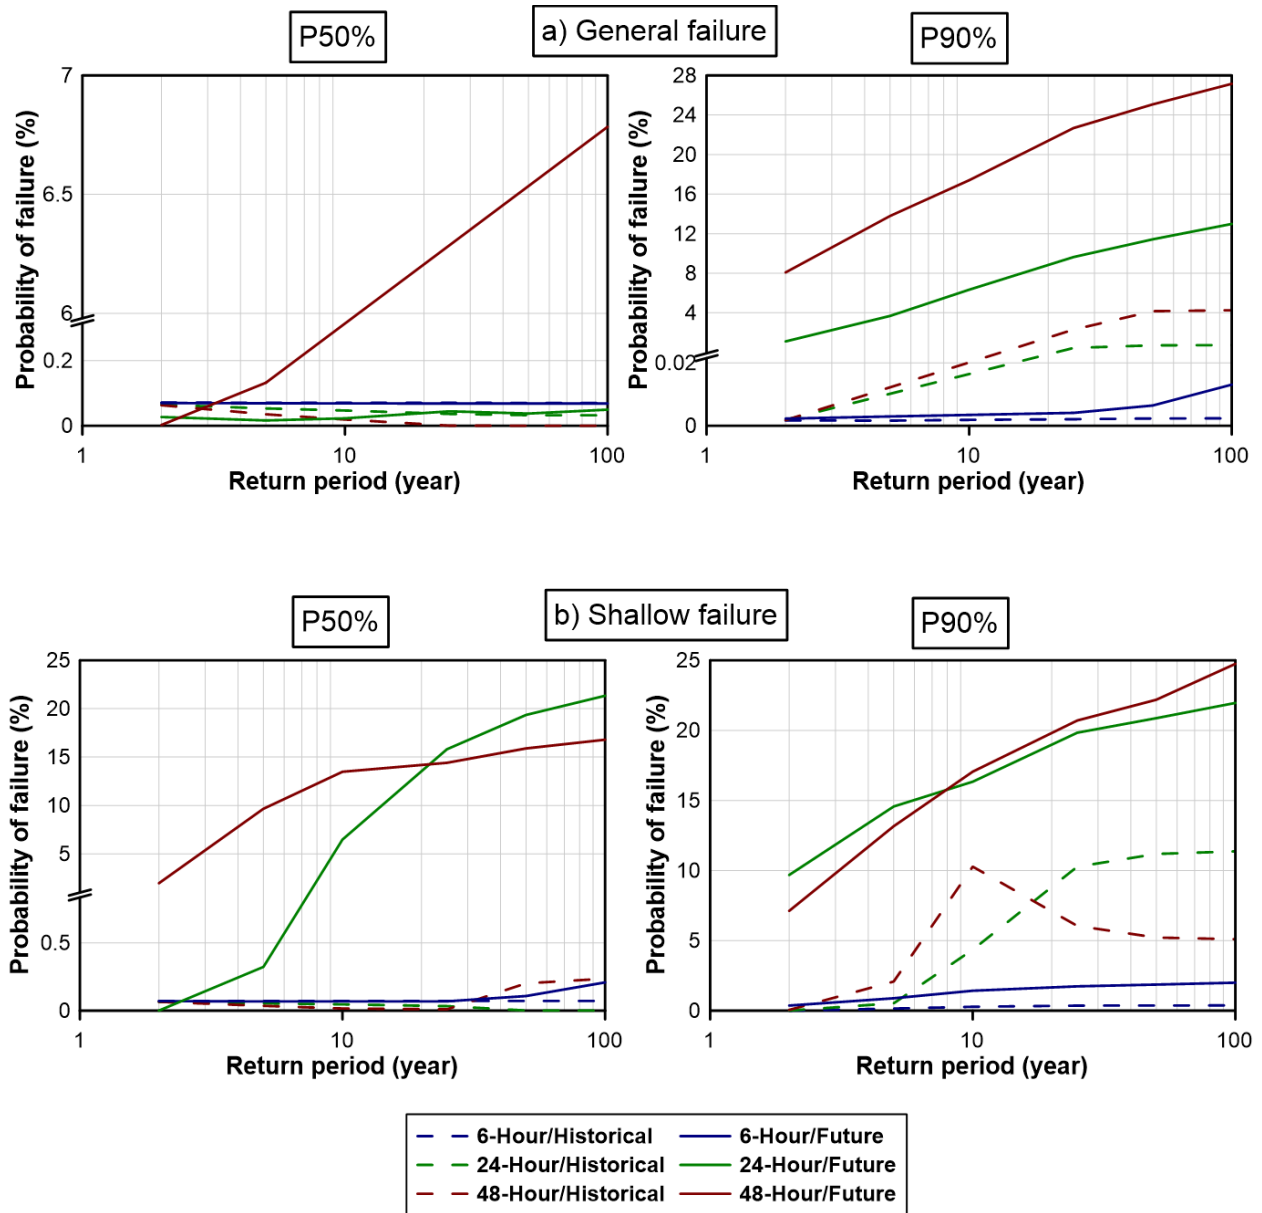 a) General failure
P50%
P90%
Probability of failure (%)
7
6.5
6
0.2
0
1
10
100
Return period (year)
Probability of failure (%)
28
24
20
16
12
8
4
0.02
0
1
10
100
Return period (year)
b) Shallow failure
P50%
P90%
Probability of failure (%)
25
20
15
10
5
0.5
0
1
10
100
Return period (year)
Probability of failure (%)
25
20
15
10
5
0
1
10
100
Return period (year)
6-Hour/Historical
6-Hour/Future
24-Hour/Historical
24-Hour/Future
48-Hour/Historical
48-Hour/Future